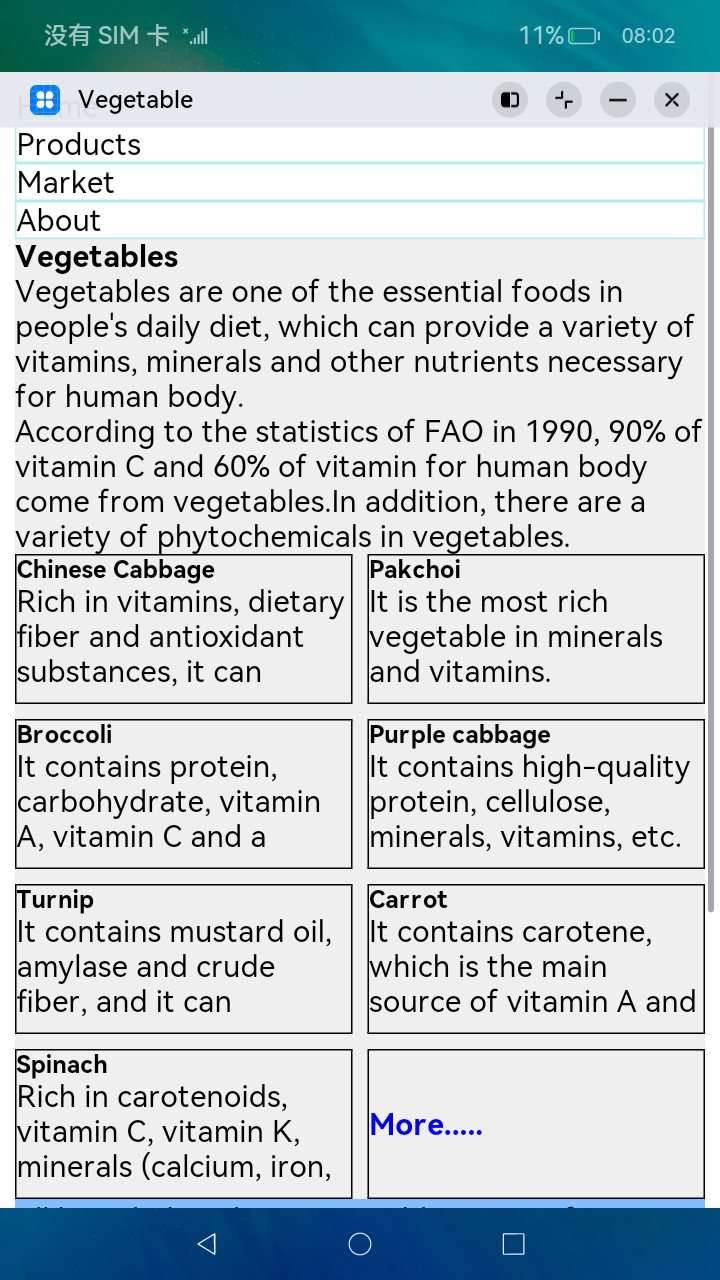 没有 SIM 卡
11%
08:02
Vegetable
Products
Market
About
Vegetables
Vegetables are one of the essential foods in
people's daily diet, which can provide a variety of
vitamins, minerals and other nutrients necessary
for human body.
According to the statistics of FAO in 1990, 90% of
vitamin C and 60% of vitamin for human body
come from vegetables.In addition, there are a
variety of phytochemicals in vegetables.
Chinese Cabbage
Rich in vitamins, dietary
fiber and antioxidant
substances, it can
Pakchoi
It is the most rich
vegetable in minerals
and vitamins.
Broccoli
It contains protein,
carbohydrate, vitamin
A, vitamin C and a
Purple cabbage
It contains high-quality
protein, cellulose,
minerals, vitamins, etc.
Turnip
It contains mustard oil,
amylase and crude
fiber, and it can
Carrot
It contains carotene,
which is the main
source of vitamin A and
Spinach
Rich in carotenoids,
vitamin C, vitamin K,
minerals (calcium, iron,
More.....